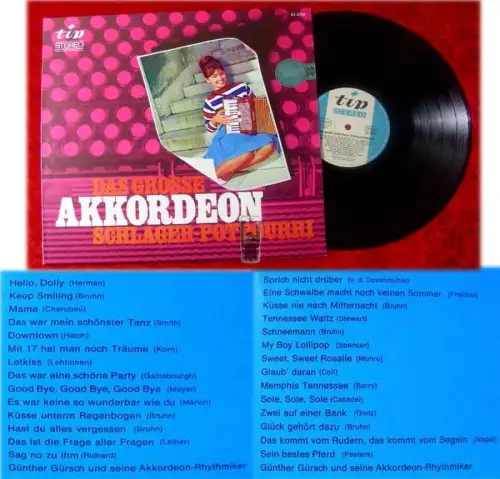 tip
STEREO
DAS GROSSE
AKKORDEON
SCHLAGER-POTPOURRI
tip
STEREO
Hello, Dolly (Herman)
Keep Smiling (Bruhn)
Mama (Cherubini)
Das war mein schönster Tanz (Smith)
Downtown (Hatch)
Mit 17 hat man noch Träume (Korn)
Letkiss (Lehtinnen)
Das war eine schöne Party (Gainsbourgh)
Good Bye, Good Bye, Good Bye (Mayer)
Es war keine so wunderbar wie du (Marvin)
Küsse unterm Regenbogen (Bruhn)
Hast du alles vergessen (Bruhn)
Das ist die Frage aller Fragen (Leiber)
Sag no zu ihm (Richard)
Günther Gürsch und seine Akkordeon-Rhythmiker
Sprich nicht drüber (v. d. Dovenmühle)
Eine Schwalbe macht noch keinen Sommer
Küsse nie nach Mitternacht (Bruhn)
Tennessee Waltz (Stewart)
Schneemann (Bruhn)
My Boy Lollipop (Spencer)
Sweet, Sweet Rosalie (Munro)
Glaub' daran (Coll)
Memphis Tennessee (Berry)
Sole, Sole, Sole (Casadei)
Zwei auf einer Bank (Gietz)
Glück gehört dazu (Bruhn)
Das kommt vom Rudern, das kommt vom Segeln (Nagel)
Sein bestes Pferd (Peeters)
Günther Gürsch und seine Akkordeon-Rhythmiker